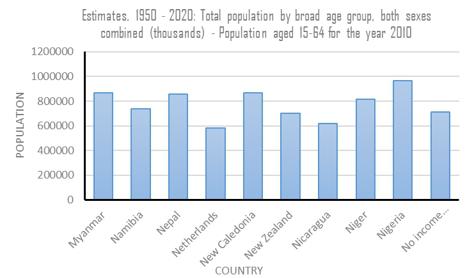 Estimates, 1950 - 2020: Total population by broad age group, both sexes
combined (thousands) - Population aged 15-64 for the year 2010
1200000
1000000
800000
600000
400000
200000
0
POPULATION
Myanmar
Namibia
Nepal
Netherlands
New Caledonia
New Zealand
Nicaragua
Niger
Nigeria
No income...
COUNTRY